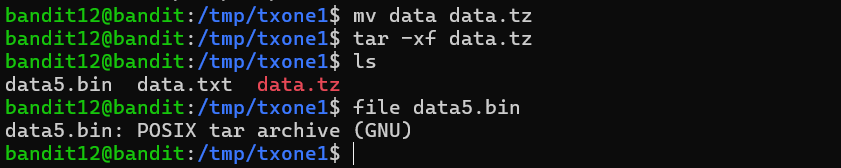 bandit12@bandit:/tmp/txone1$ mv data data.tz
bandit12@bandit:/tmp/txone1$ tar -xf data.tz
bandit12@bandit:/tmp/txone1$ ls
data5.bin  data.txt  data.tz
bandit12@bandit:/tmp/txone1$ file data5.bin
data5.bin: POSIX tar archive (GNU)
bandit12@bandit:/tmp/txone1$